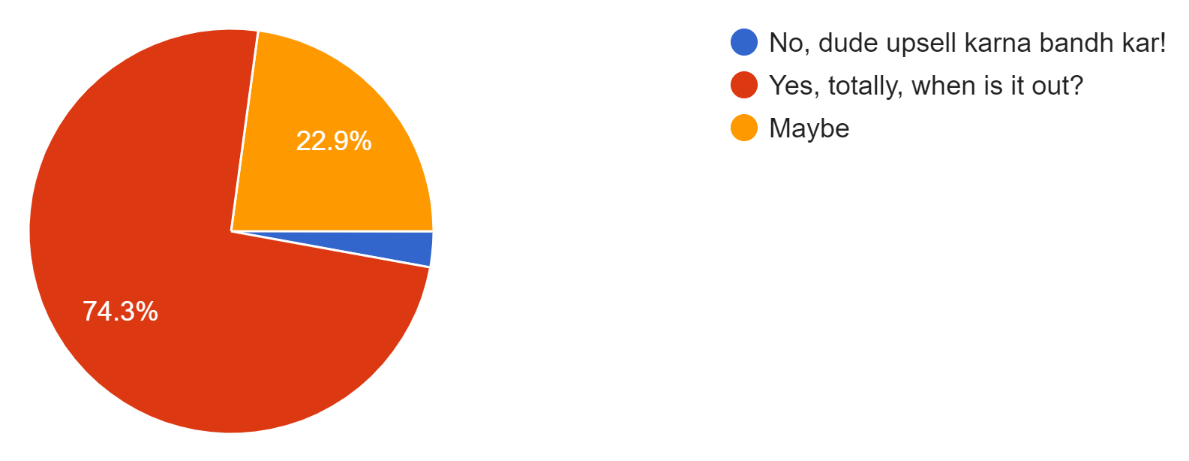 No, dude upsell karna bandh kar!
Yes, totally, when is it out?
Maybe
22.9%
74.3%